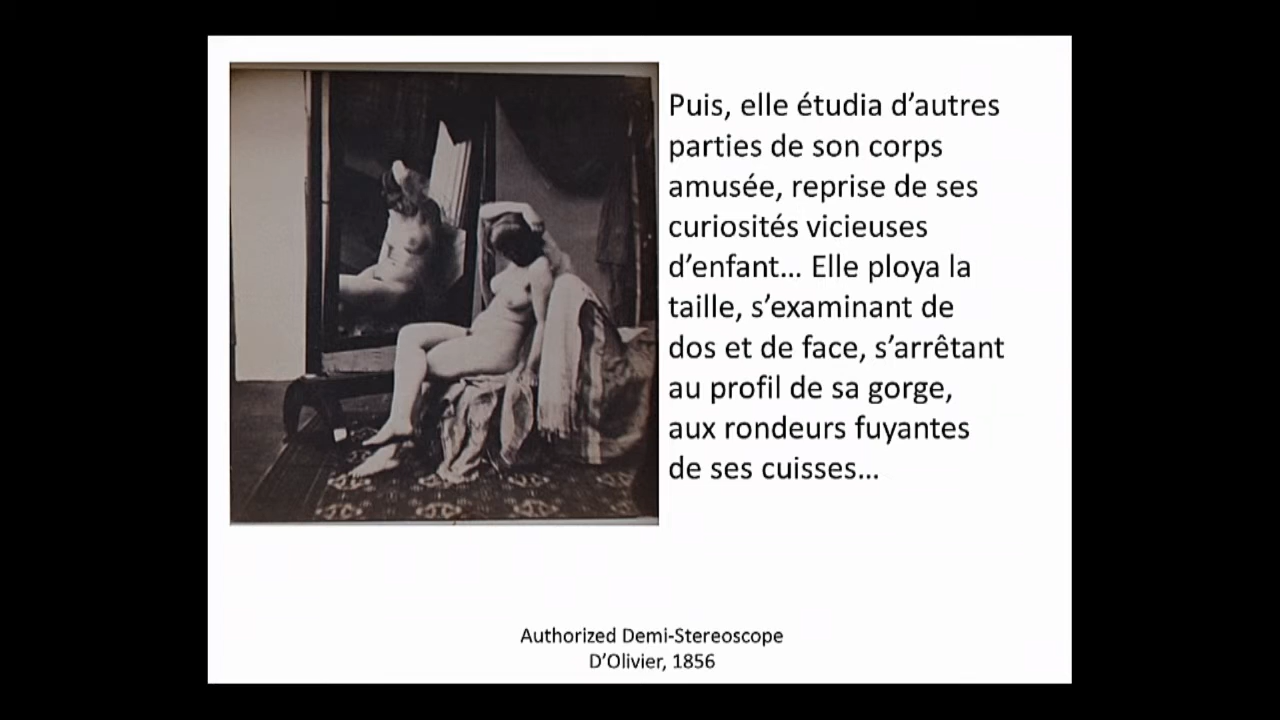 Puis, elle étudia d’autres
parties de son corps
amusée, reprise de ses
curiosités vicieuses
d’enfant… Elle ploya la
taille, s’examinant de
dos et de face, s’arrêtant
au profil de sa gorge,
aux rondeurs fuyantes
de ses cuisses…
Authorized Demi-Stereoscope
D’Olivier, 1856